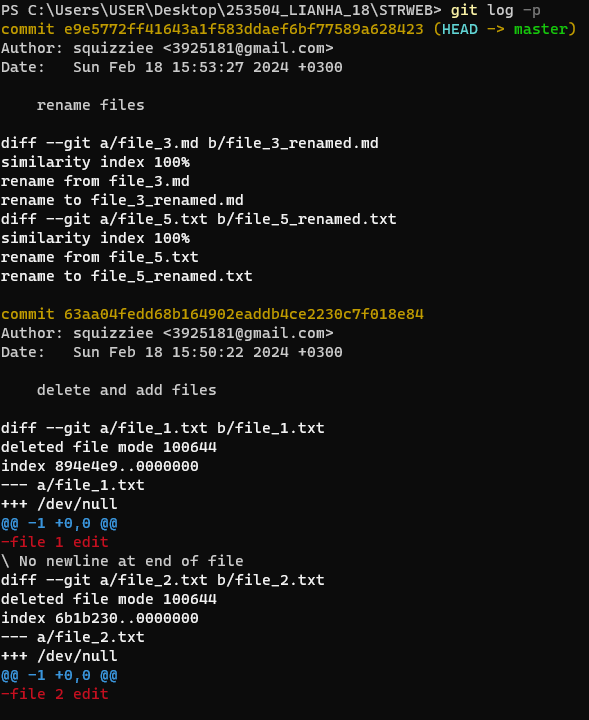 PS C:\Users\USER\Desktop\253504_LIANHA_18\STRWEB> git log -p
commit e9e5772ff41643a1f583ddaef6bf77589a628423 (HEAD -> master)
Author: squizziee <3925181@gmail.com>
Date:   Sun Feb 18 15:53:27 2024 +0300
    rename files
diff --git a/file_3.md b/file_3_renamed.md
similarity index 100%
rename from file_3.md
rename to file_3_renamed.md
diff --git a/file_5.txt b/file_5_renamed.txt
similarity index 100%
rename from file_5.txt
rename to file_5_renamed.txt
commit 63aa04fedd68b164902eaddb4ce2230c7f018e84
Author: squizziee <3925181@gmail.com>
Date:   Sun Feb 18 15:50:22 2024 +0300
    delete and add files
diff --git a/file_1.txt b/file_1.txt
deleted file mode 100644
index 894e4e9..0000000
--- a/file_1.txt
+++ /dev/null
@@ -1 +0,0 @@
-file 1 edit
\ No newline at end of file
diff --git a/file_2.txt b/file_2.txt
deleted file mode 100644
index 6b1b230..0000000
--- a/file_2.txt
+++ /dev/null
@@ -1 +0,0 @@
-file 2 edit